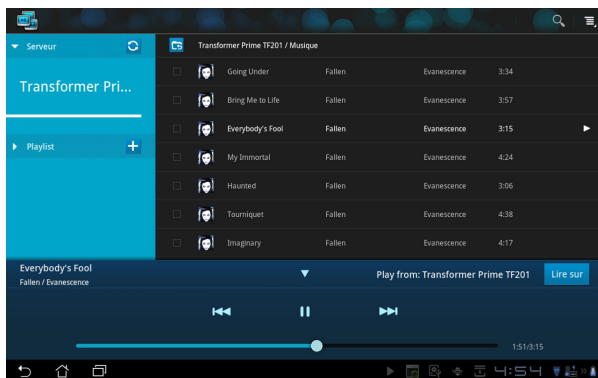 Serveur
Transformer Prime TF201 / Musique
Transformer Pri...
Playlist
Going Under Fallen Evanescence 3:34
Bring Me to Life Fallen Evanescence 3:57
Everybody's Fool Fallen Evanescence 3:15
My Immortal Fallen Evanescence 4:24
Haunted Fallen Evanescence 3:06
Tourniquet Fallen Evanescence 4:38
Imaginary Fallen Evanescence 4:17
Everybody's Fool
Fallen / Evanescence
Play from: Transformer Prime TF201
Lire sur
1:51/3:15
4:54